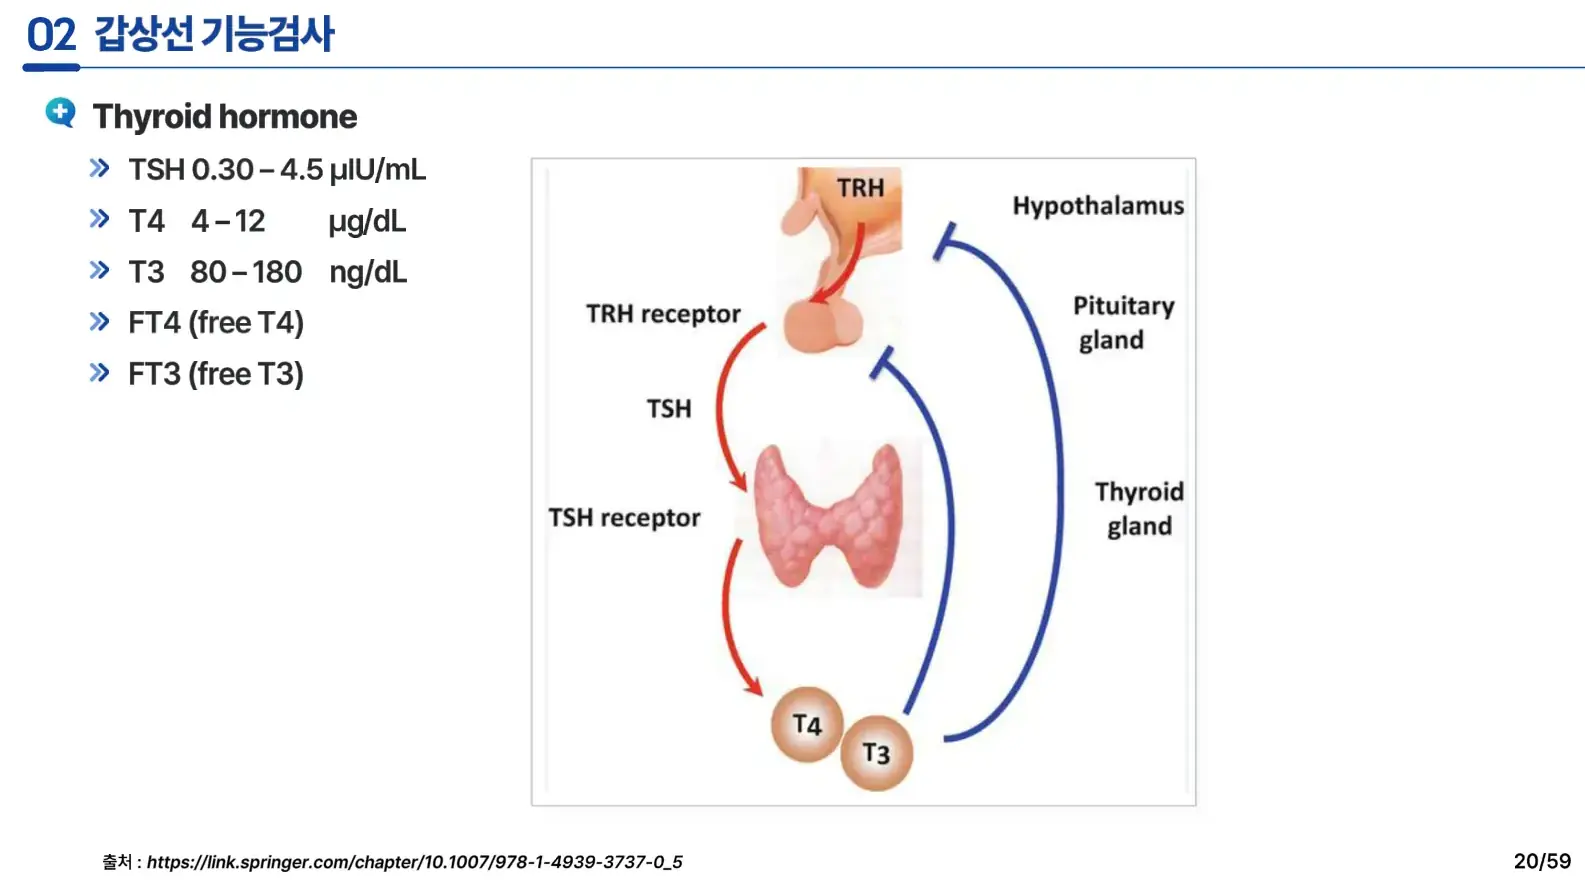 02 갑상선 기능검사
Thyroid hormone
TSH 0.30 – 4.5 µIU/mL
T4 4 – 12 µg/dL
T3 80 – 180 ng/dL
FT4 (free T4)
FT3 (free T3)
TRH
Hypothalamus
TRH receptor
Pituitary
gland
TSH
TSH receptor
Thyroid
gland
T4
T3
출처 : https://link.springer.com/chapter/10.1007/978-1-4939-3737-0_5
20/59